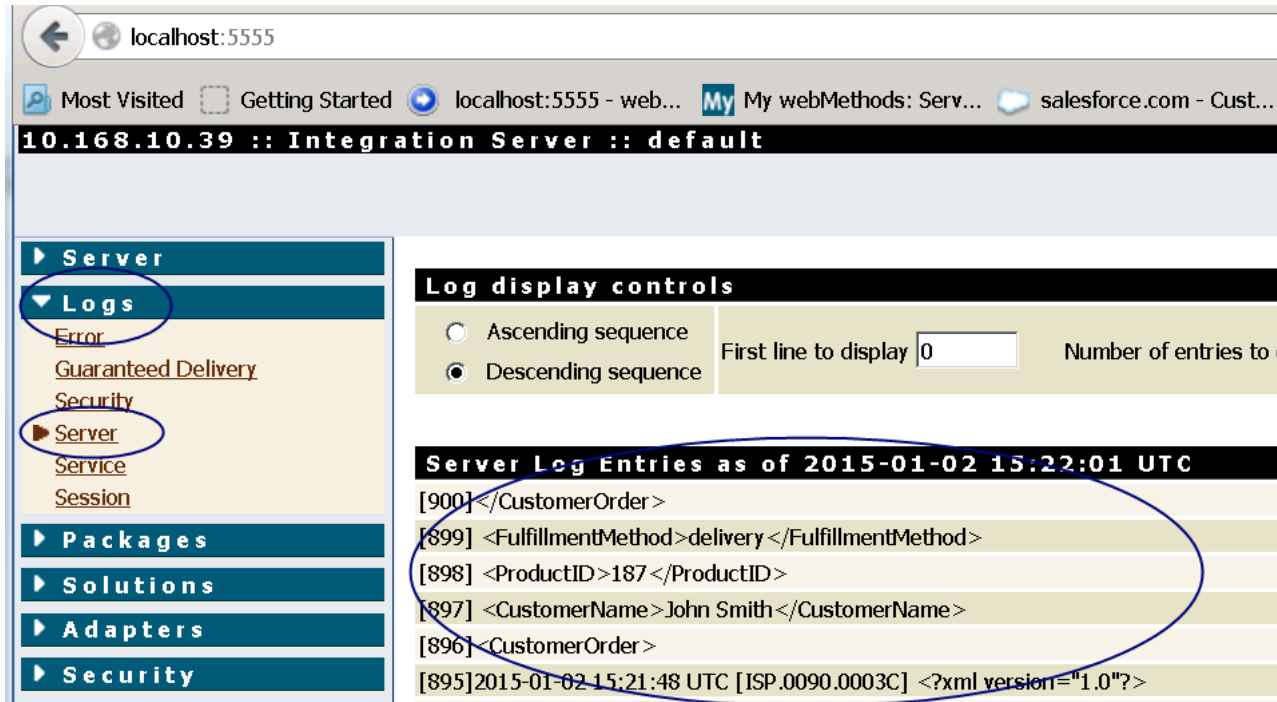 localhost:5555
Most Visited Getting Started localhost:5555 - web... My My webMethods: Serv... salesforce.com - Cust...
10.168.10.39 :: Integration Server :: default
Server
Logs
Error
Guaranteed Delivery
Security
Server
Service
Session
Packages
Solutions
Adapters
Security
Log display controls
Ascending sequence
Descending sequence
First line to display 0
Number of entries to
Server Log Entries as of 2015-01-02 15:22:01 UTC
[900]</CustomerOrder>
[899] <FulfillmentMethod>delivery</FulfillmentMethod>
[898] <ProductID>187</ProductID>
[897] <CustomerName>John Smith</CustomerName>
[896]<CustomerOrder>
[895]2015-01-02 15:21:48 UTC [ISP.0090.0003C] <?xml version="1.0"?>